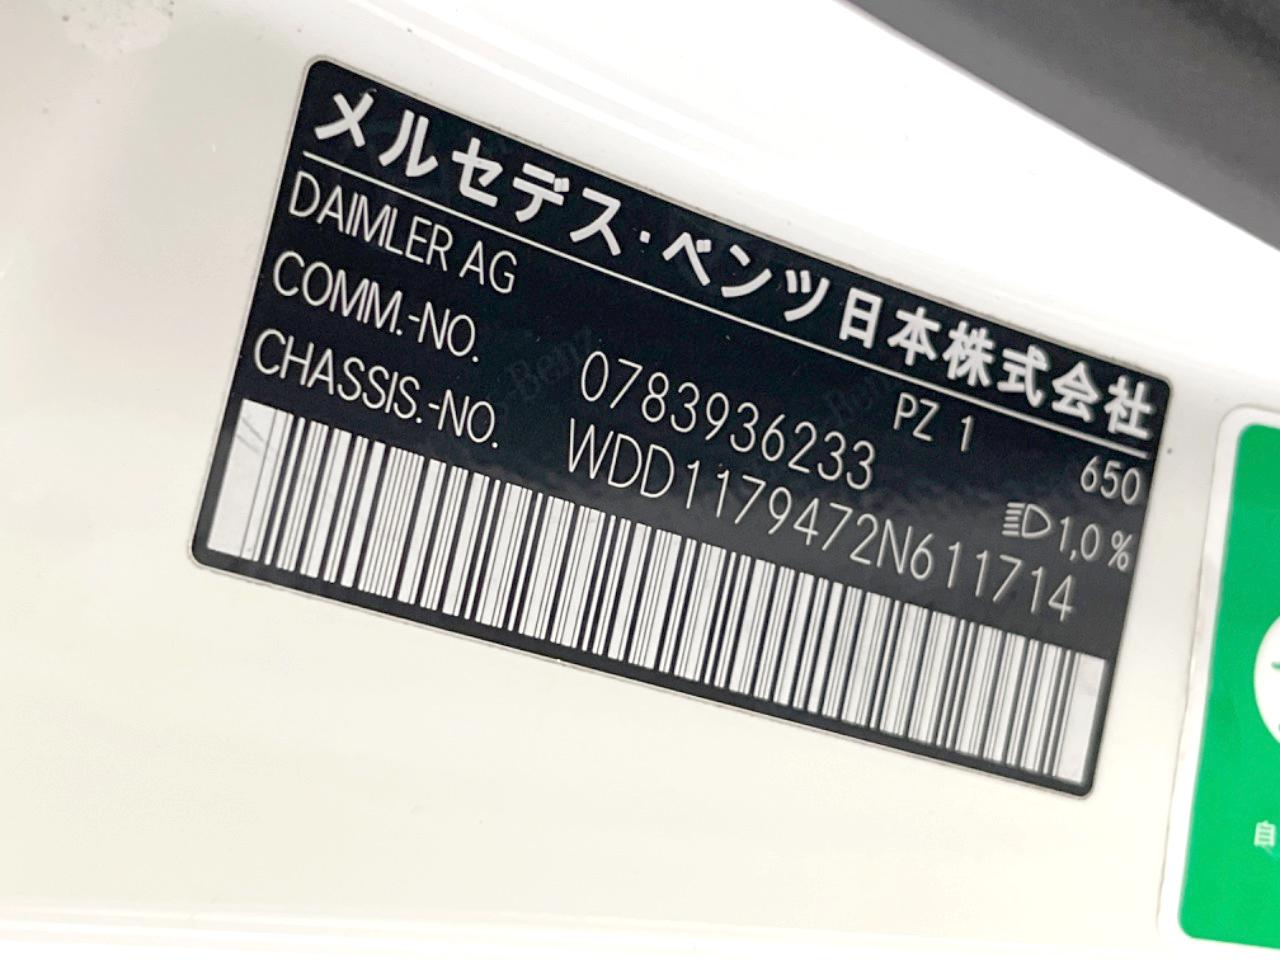 メルセデス・ベンツ日本株式会社
DAIMLER AG
PZ 1 650
COMM.-NO. 0783936233 1,0 %
CHASSIS.-NO. WDD1179472N611714
自